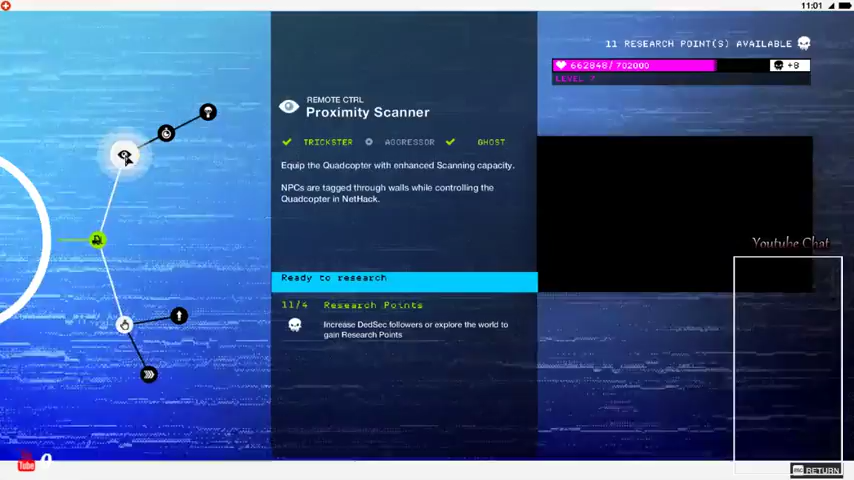 11:01
11 RESEARCH POINT(S) AVAILABLE
662848/702000
+8
LEVEL 7
REMOTE CTRL
Proximity Scanner
TRICKSTER AGGRESSOR GHOST
Equip the Quadcopter with enhanced Scanning capacity.
NPCs are tagged through walls while controlling the
Quadcopter in NetHack.
Youtube Chat
Ready to research
11/4 Research Points
Increase DedSec followers or explore the world to
gain Research Points
Tube 0
RETURN